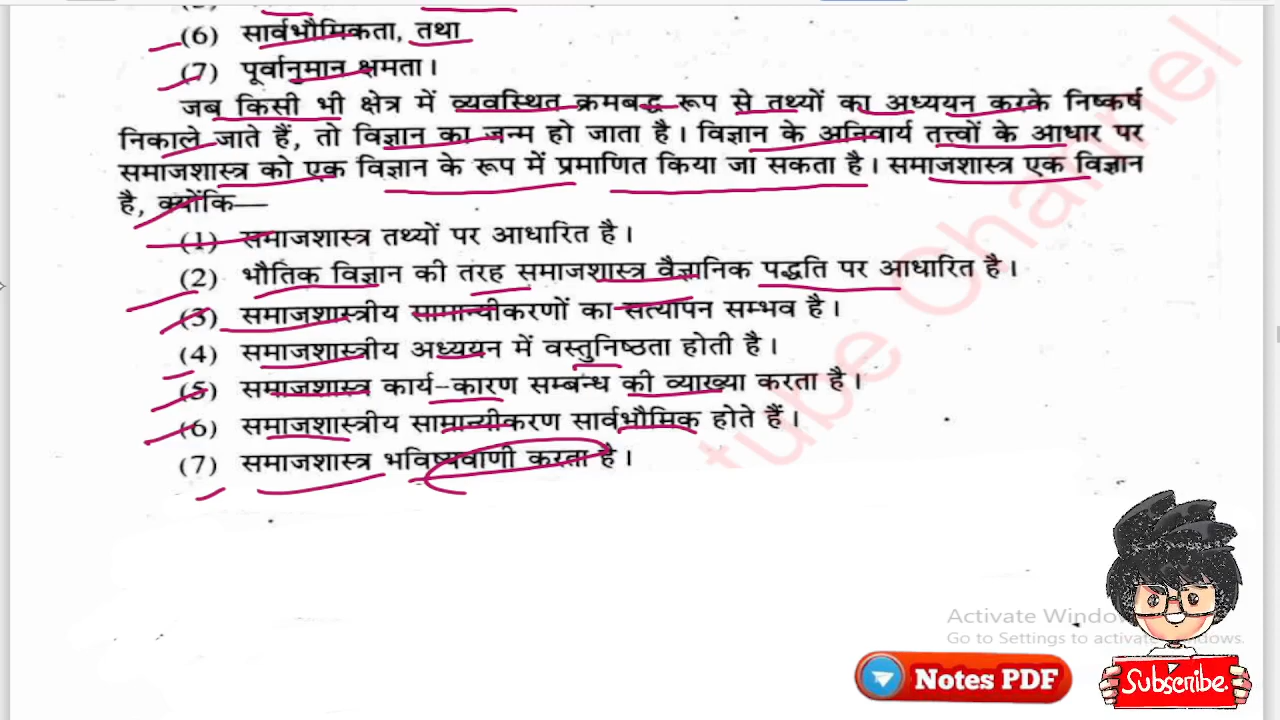 (6) सार्वभौमिकता, तथा
(7) पूर्वानुमान क्षमता।
जब किसी भी क्षेत्र में व्यवस्थित क्रमबद्ध रूप से तथ्यों का अध्ययन करके निष्कर्ष
निकाले जाते हैं, तो विज्ञान का जन्म हो जाता है। विज्ञान के अनिवार्य तत्त्वों के आधार पर
समाजशास्त्र को एक विज्ञान के रूप में प्रमाणित किया जा सकता है। समाजशास्त्र एक विज्ञान
है, क्योंकि—
(1) समाजशास्त्र तथ्यों पर आधारित है।
(2) भौतिक विज्ञान की तरह समाजशास्त्र वैज्ञानिक पद्धति पर आधारित है।
(3) समाजशास्त्रीय सामान्यीकरणों का सत्यापन सम्भव है।
(4) समाजशास्त्रीय अध्ययन में वस्तुनिष्ठता होती है।
(5) समाजशास्त्र कार्य-कारण सम्बन्ध की व्याख्या करता है।
(6) समाजशास्त्रीय सामान्यीकरण सार्वभौमिक होते हैं।
(7) समाजशास्त्र भविष्यवाणी करता है।
tube Channel
Activate Windo
Go to Settings to activate Windows.
Notes PDF
Subscribe.